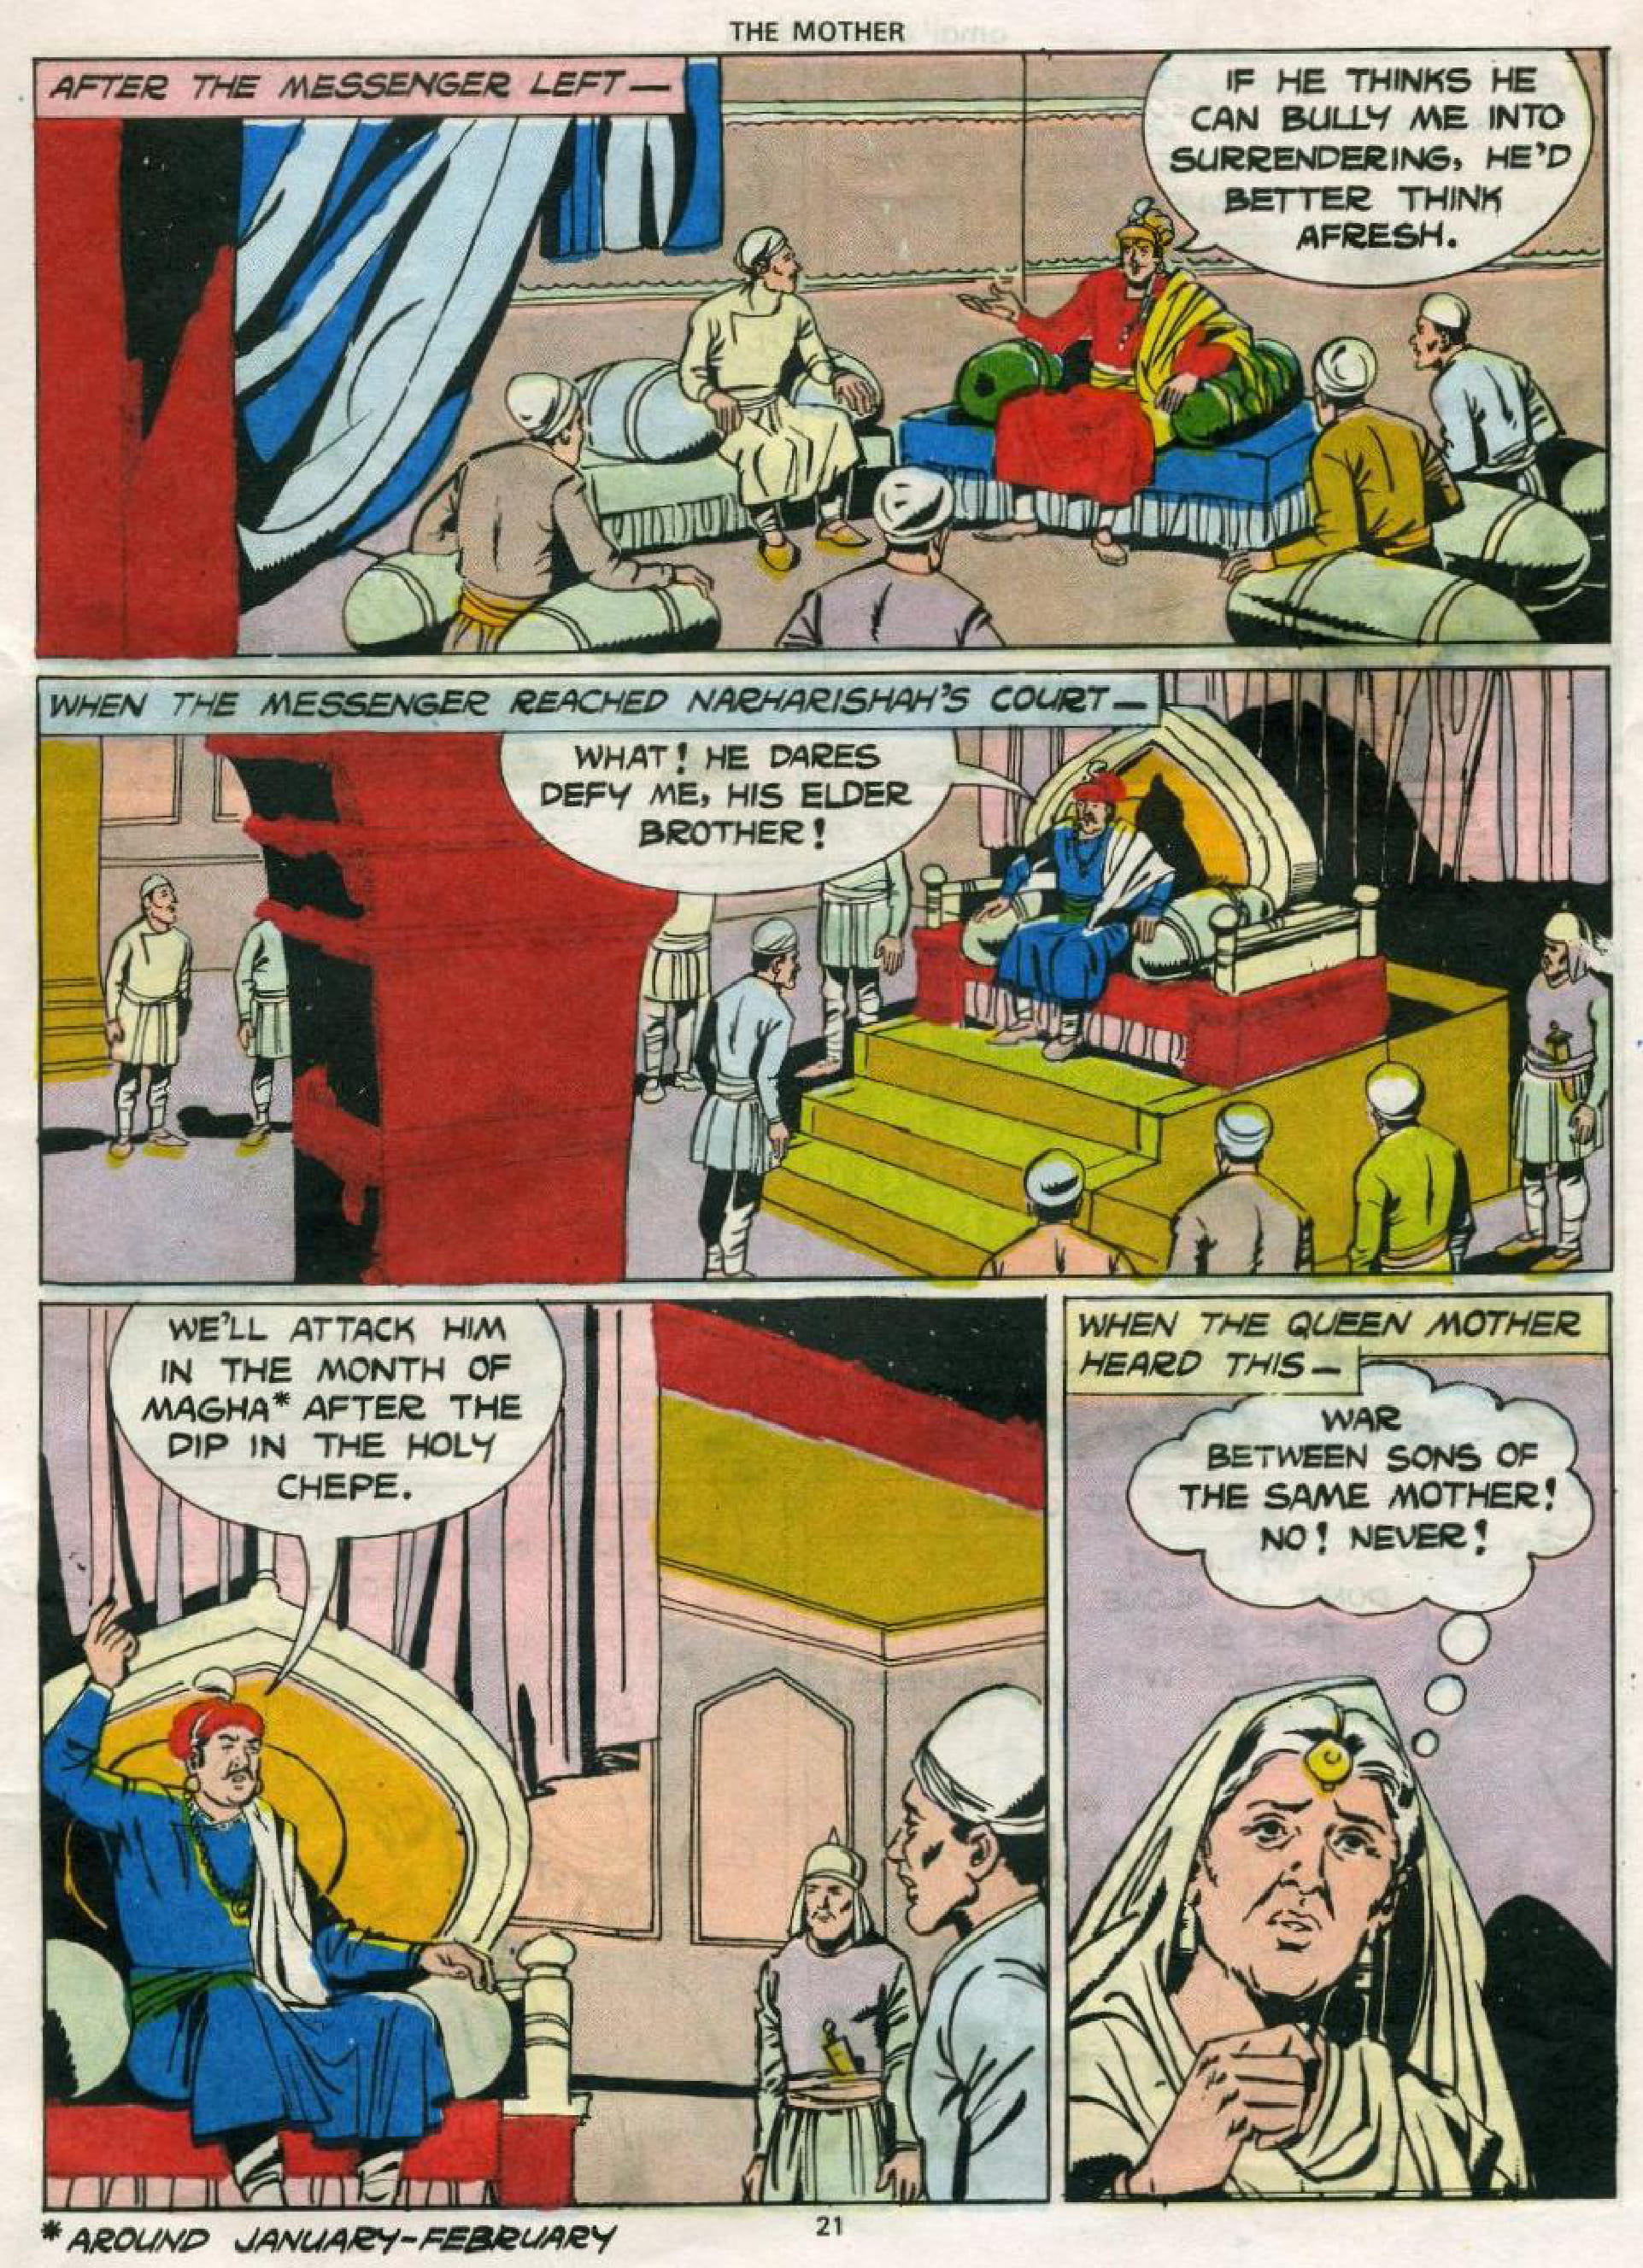 THE MOTHER
AFTER THE MESSENGER LEFT—
IF HE THINKS HE
CAN BULLY ME INTO
SURRENDERING, HE'D
BETTER THINK
AFRESH.
WHEN THE MESSENGER REACHED NARHARISHAH'S COURT—
WHAT! HE DARES
DEFY ME, HIS ELDER
BROTHER!
WE'LL ATTACK HIM
IN THE MONTH OF
MAGHA* AFTER THE
DIP IN THE HOLY
CHEPE.
WHEN THE QUEEN MOTHER
HEARD THIS—
WAR
BETWEEN SONS OF
THE SAME MOTHER!
NO! NEVER!
* AROUND JANUARY-FEBRUARY
21